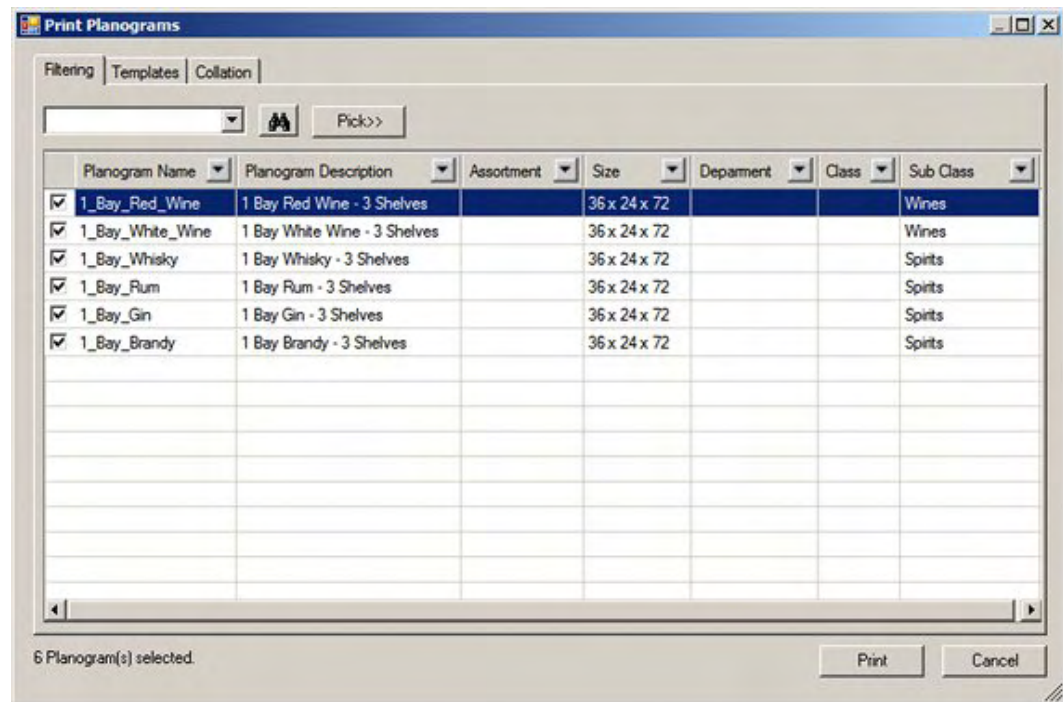 Print Planograms
Filtering Templates Collation
Pick>>
Planogram Name Planogram Description Assortment Size Depament Class Sub Class
1_Bay_Red_Wine 1 Bay Red Wine - 3 Shelves 36 x 24 x 72 Wines
1_Bay_White_Wine 1 Bay White Wine - 3 Shelves 36 x 24 x 72 Wines
1_Bay_Whisky 1 Bay Whisky - 3 Shelves 36 x 24 x 72 Spirits
1_Bay_Rum 1 Bay Rum - 3 Shelves 36 x 24 x 72 Spirits
1_Bay_Gin 1 Bay Gin - 3 Shelves 36 x 24 x 72 Spirits
1_Bay_Brandy 1 Bay Brandy - 3 Shelves 36 x 24 x 72 Spirits
6 Planogram(s) selected. Print Cancel